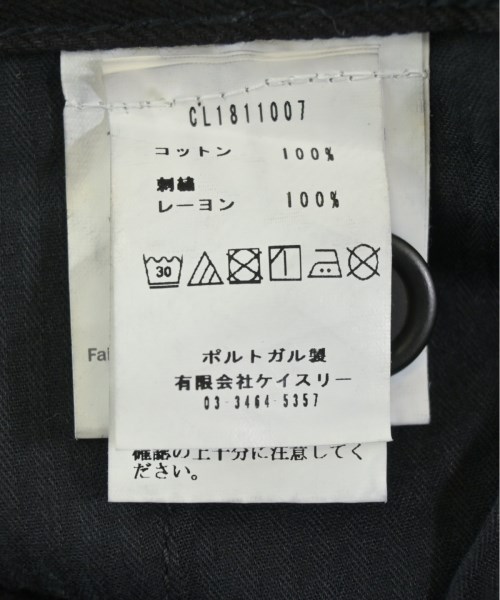 CL1811007
コットン 100%
刺繍
レーヨン 100%
30
ポルトガル製
有限会社ケイスリー
03-3464-5357
Fal
確認の上十分に注意してく
ださい。